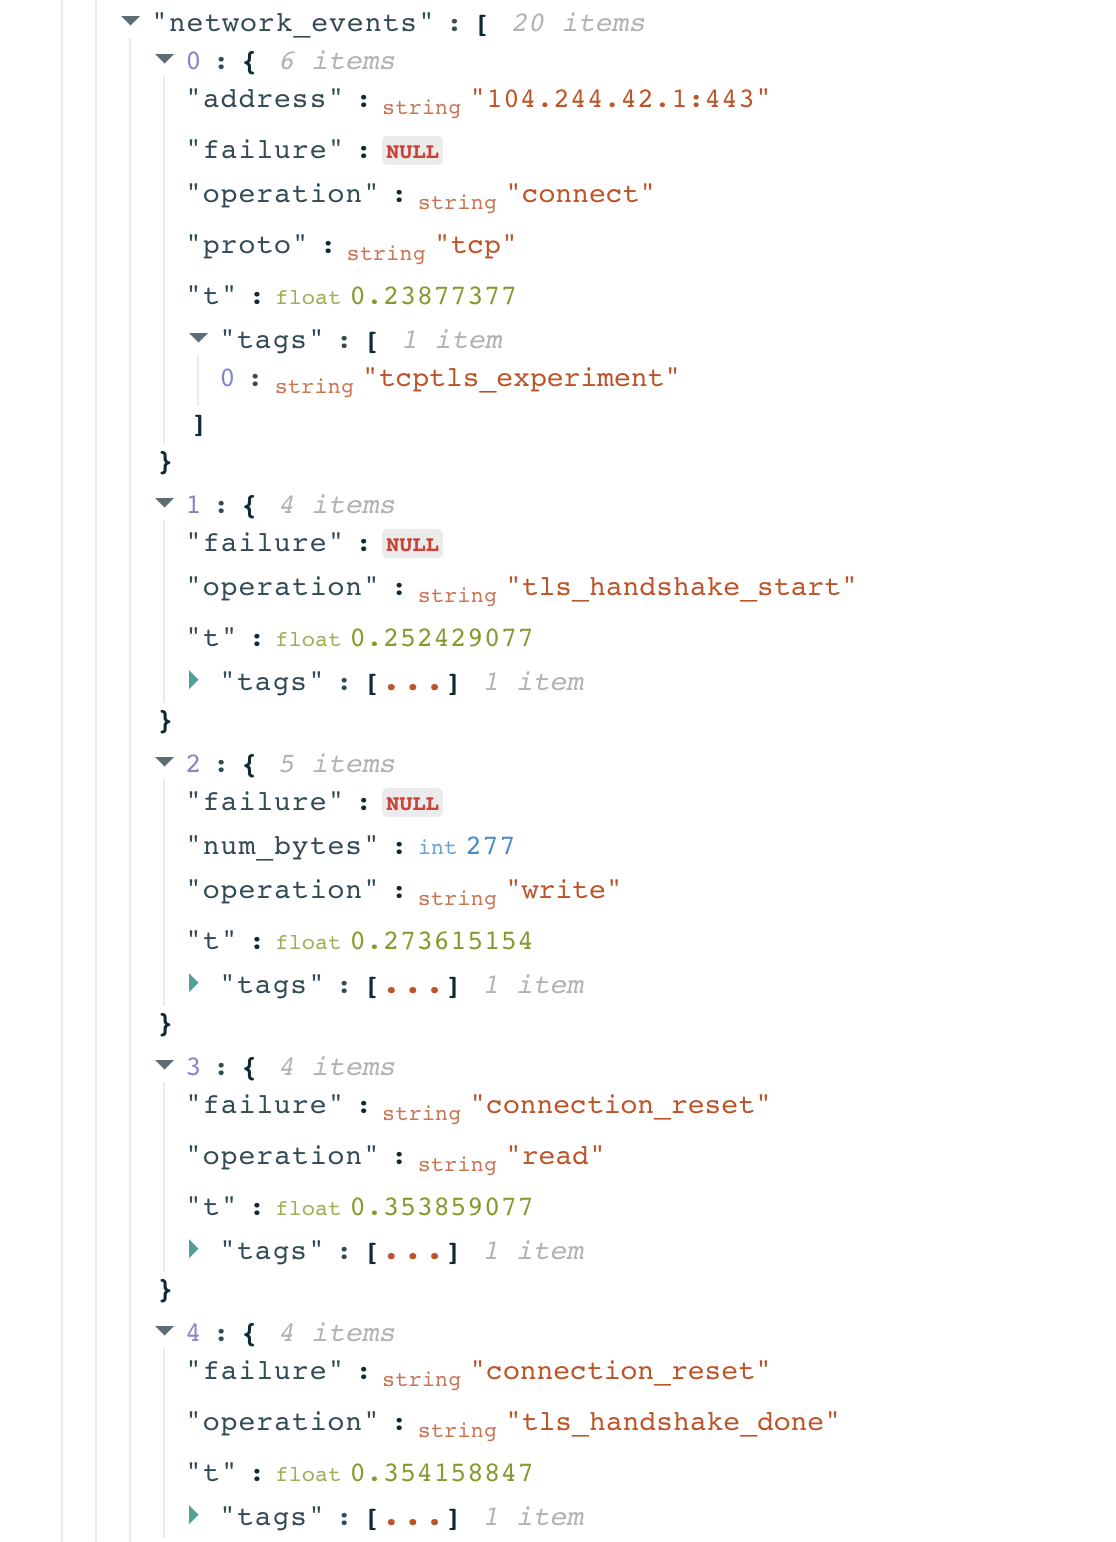 "network_events" : [ 20 items
0 : { 6 items
"address" : string "104.244.42.1:443"
"failure" : NULL
"operation" : string "connect"
"proto" : string "tcp"
"t" : float 0.23877377
"tags" : [ 1 item
0 : string "tcptls_experiment"
]
}
1 : { 4 items
"failure" : NULL
"operation" : string "tls_handshake_start"
"t" : float 0.252429077
"tags" : [...] 1 item
}
2 : { 5 items
"failure" : NULL
"num_bytes" : int 277
"operation" : string "write"
"t" : float 0.273615154
"tags" : [...] 1 item
}
3 : { 4 items
"failure" : string "connection_reset"
"operation" : string "read"
"t" : float 0.353859077
"tags" : [...] 1 item
}
4 : { 4 items
"failure" : string "connection_reset"
"operation" : string "tls_handshake_done"
"t" : float 0.354158847
"tags" : [...] 1 item